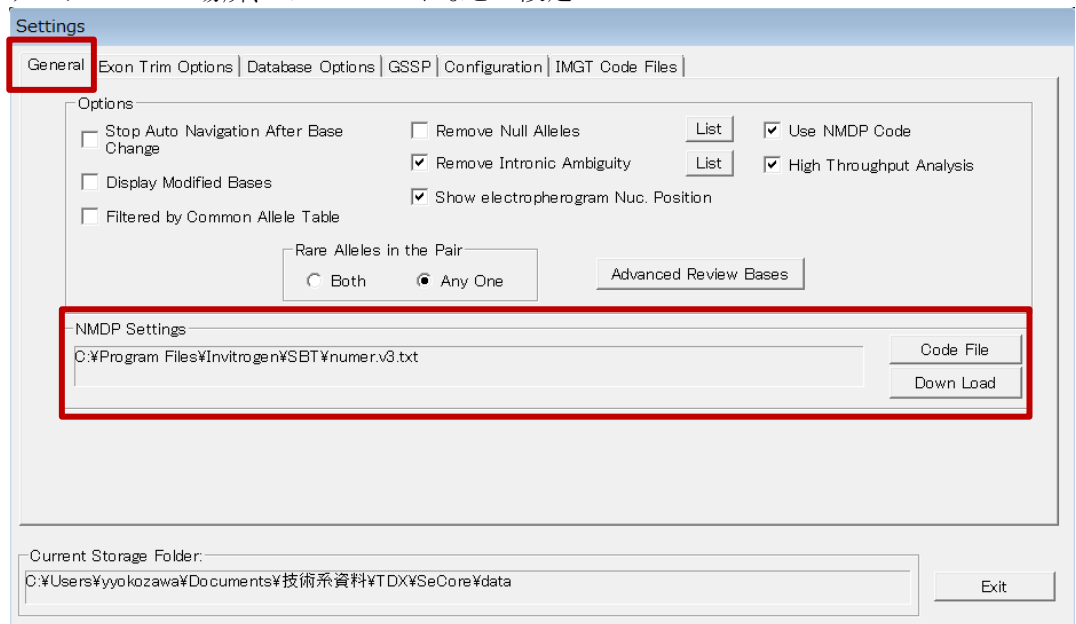 Settings
General Exon Trim Options Database Options GSSP Configuration IMGT Code Files
Options
Stop Auto Navigation After Base
Change
Display Modified Bases
Filtered by Common Allele Table
Remove Null Alleles List
Remove Intronic Ambiguity List
Show electropherogram Nuc. Position
Use NMDP Code
High Throughput Analysis
Rare Alleles in the Pair
Both Any One
Advanced Review Bases
NMDP Settings
C:¥Program Files¥Invitrogen¥SBT¥numer.v3.txt
Code File
Down Load
Current Storage Folder:
C:¥Users¥yyokozawa¥Documents¥技術系資料¥TDX¥SeCore¥data
Exit